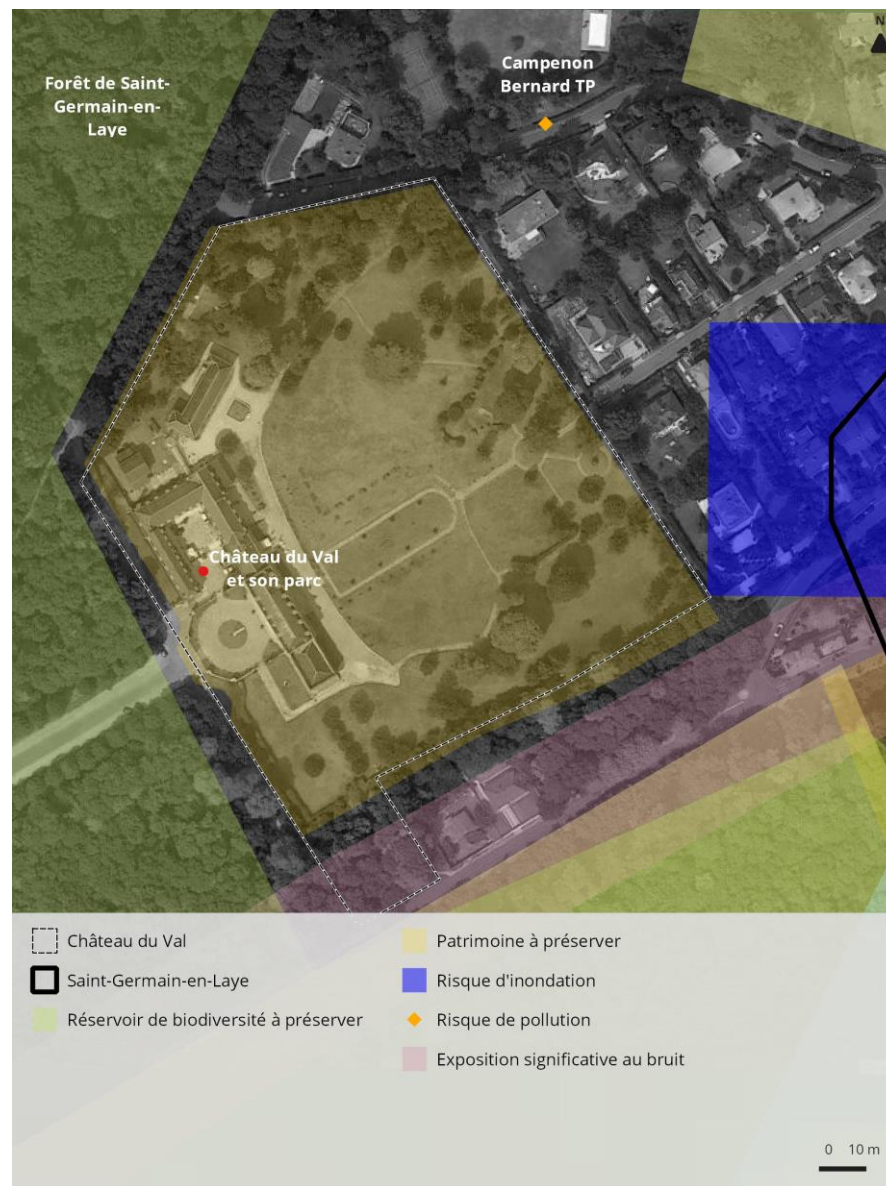 N
Forêt de Saint-
Germain-en-
Laye
Campenon
Bernard TP
Château du Val
et son parc
Château du Val
Saint-Germain-en-Laye
Réservoir de biodiversité à préserver
Patrimoine à préserver
Risque d'inondation
Risque de pollution
Exposition significative au bruit
0 10 m